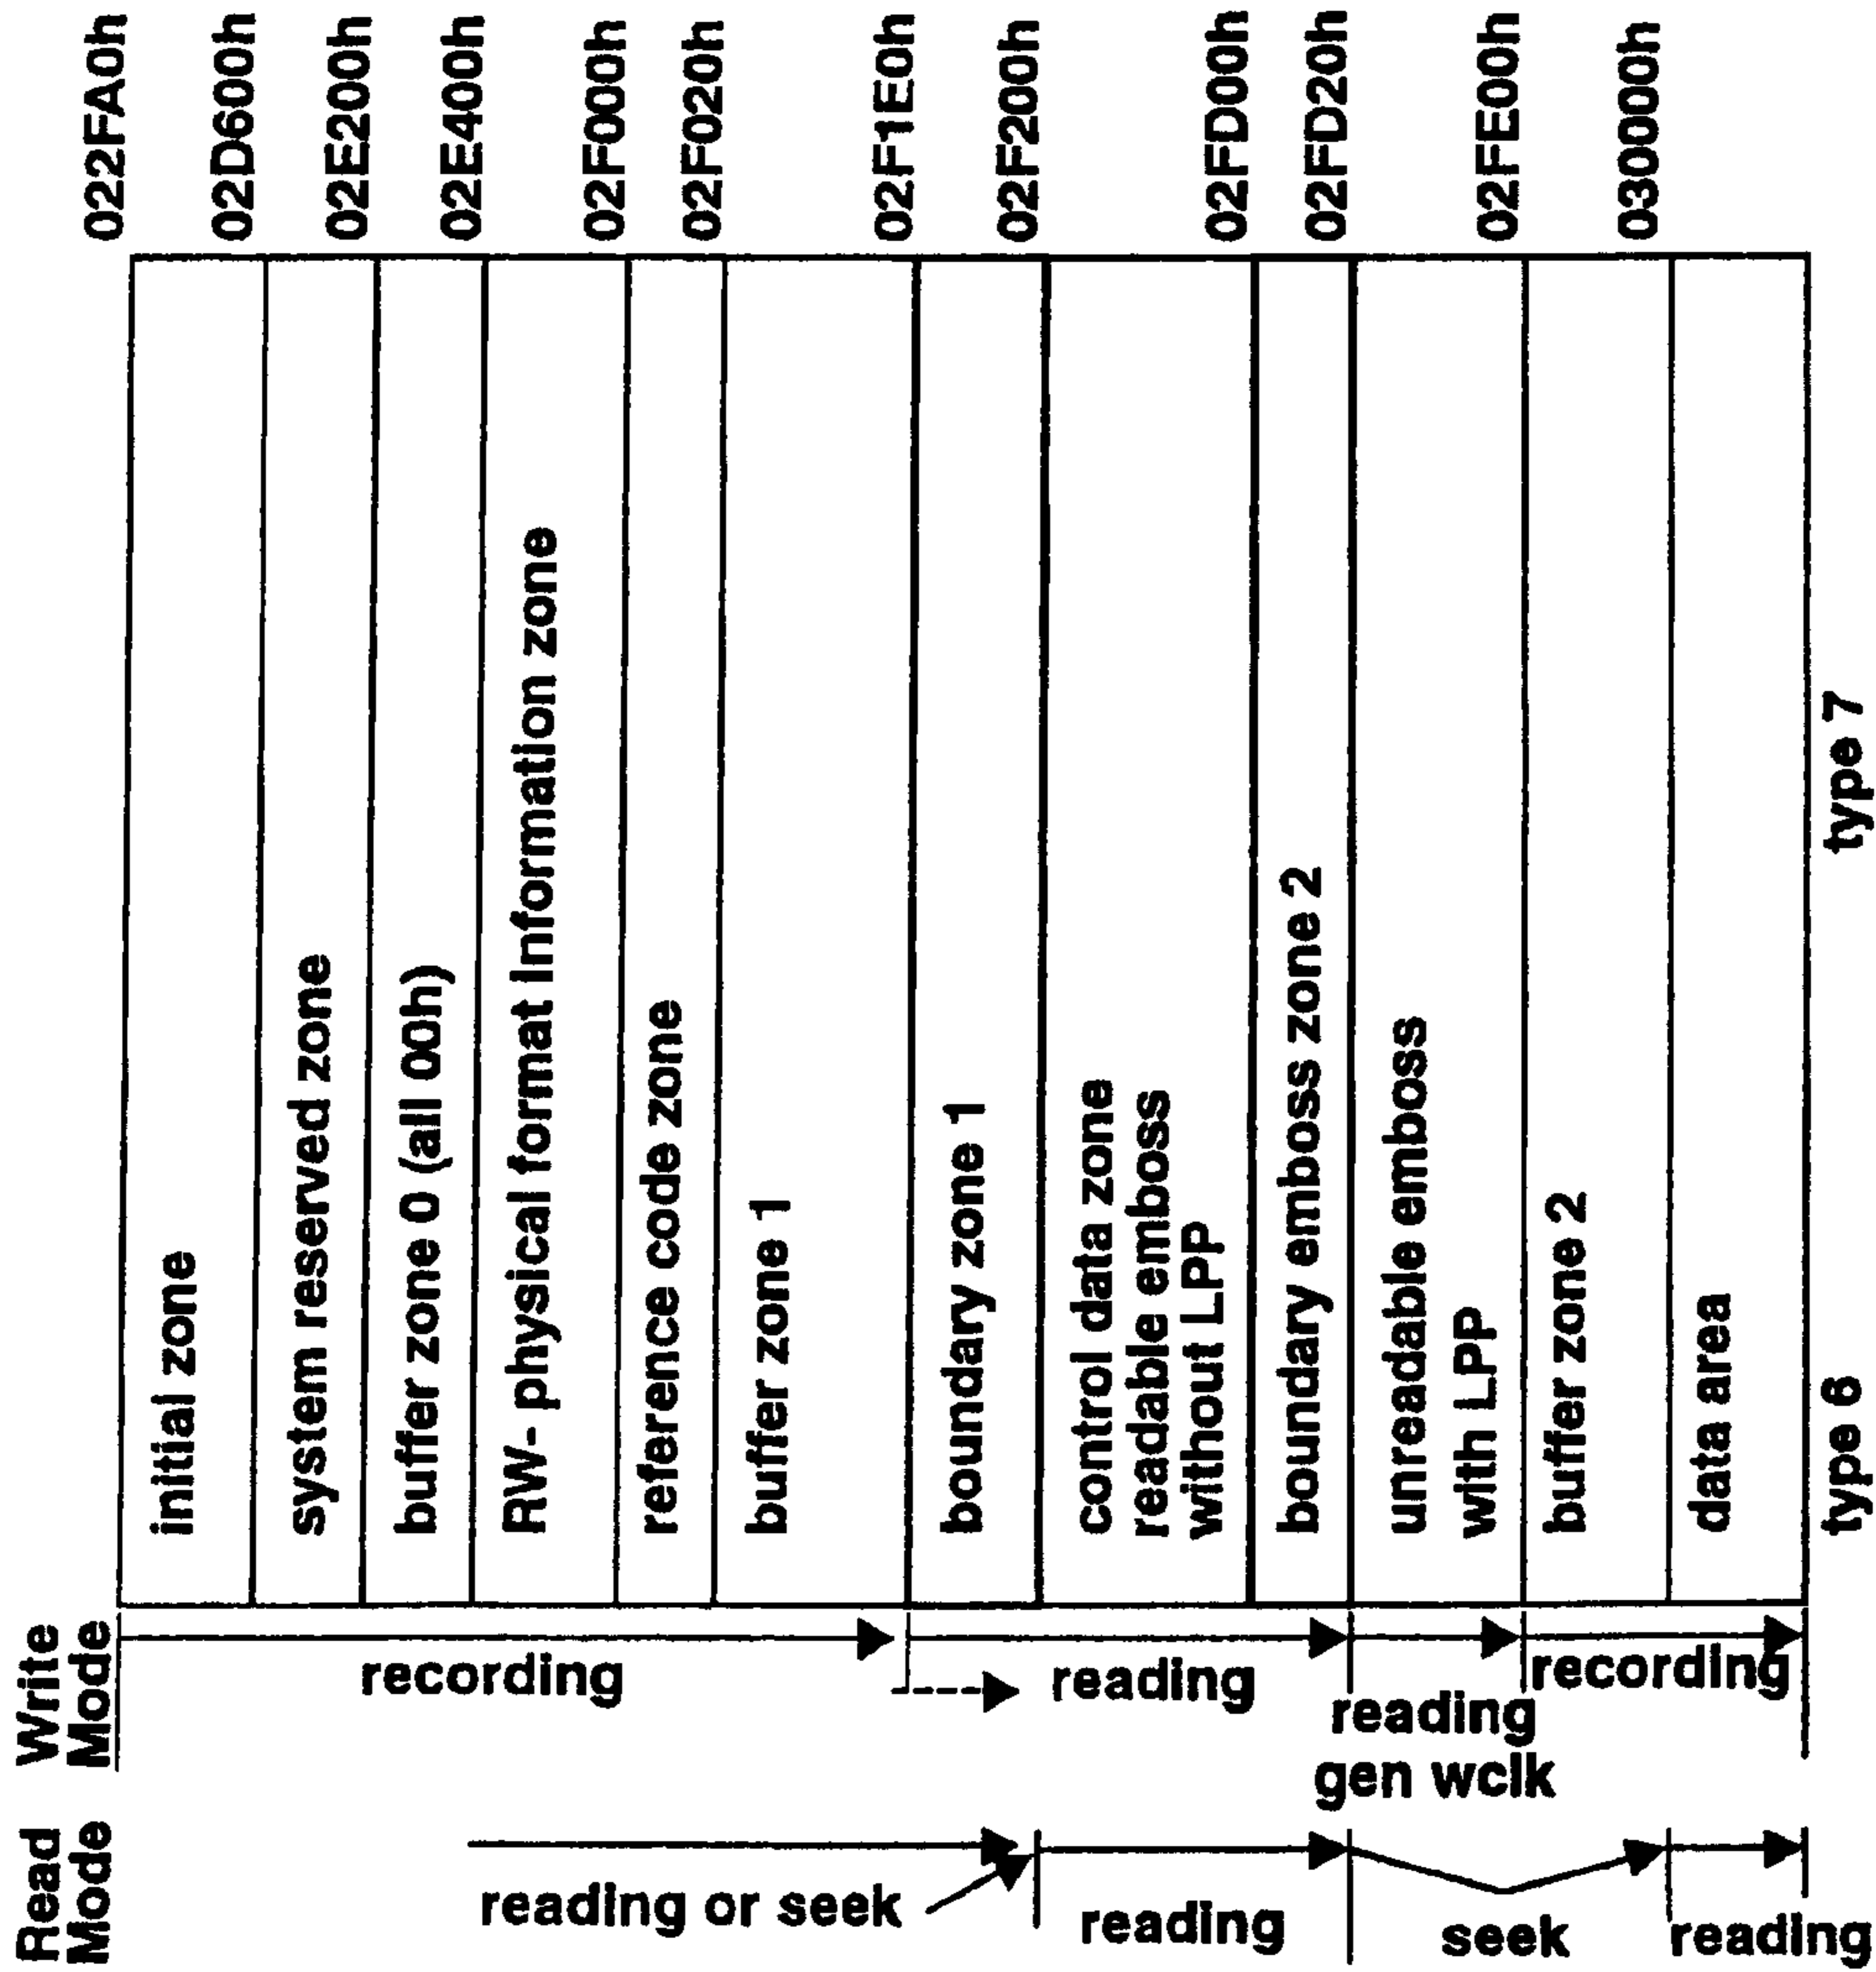 022FA0h
02D600h
02E200h
02E400h
02F000h
02F020h
02F1E0h
02F200h
02FD00h
02FD20h
02FE00h
030000h
initial zone
system reserved zone
buffer zone 0 (all 00h)
RW- physical format information zone
reference code zone
buffer zone 1
boundary zone 1
control data zone
readable emboss
without LPP
boundary emboss zone 2
unreadable emboss
with LPP
buffer zone 2
data area
type 6
type 7
Write
Mode
recording
reading
reading
gen wclk
recording
Read
Mode
reading or seek
reading
seek
reading